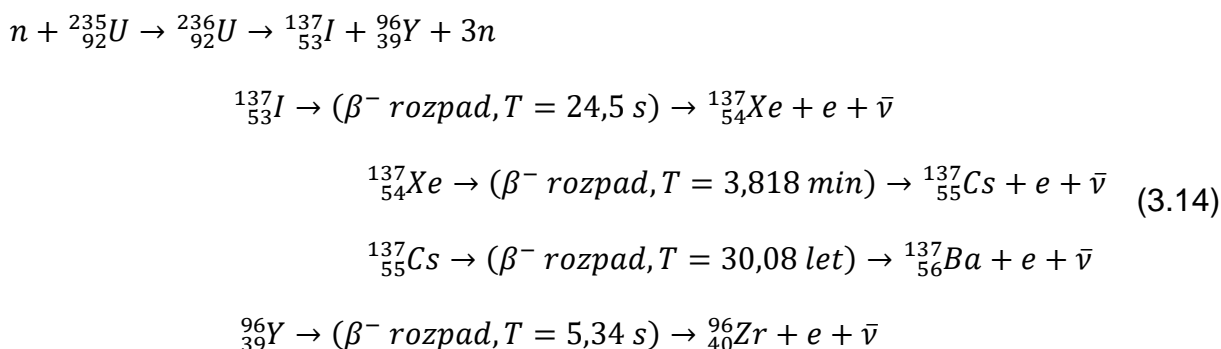 n + ²³⁵₉₂U → ²³⁶₉₂U → ¹³⁷₅₃I + ⁹⁶₃₉Y + 3n
¹³⁷₅₃I → (β⁻ rozpad, T = 24,5 s) → ¹³⁷₅₄Xe + e + ν̄
¹³⁷₅₄Xe → (β⁻ rozpad, T = 3,818 min) → ¹³⁷₅₅Cs + e + ν̄
(3.14)
¹³⁷₅₅Cs → (β⁻ rozpad, T = 30,08 let) → ¹³⁷₅₆Ba + e + ν̄
⁹⁶₃₉Y → (β⁻ rozpad, T = 5,34 s) → ⁹⁶₄₀Zr + e + ν̄